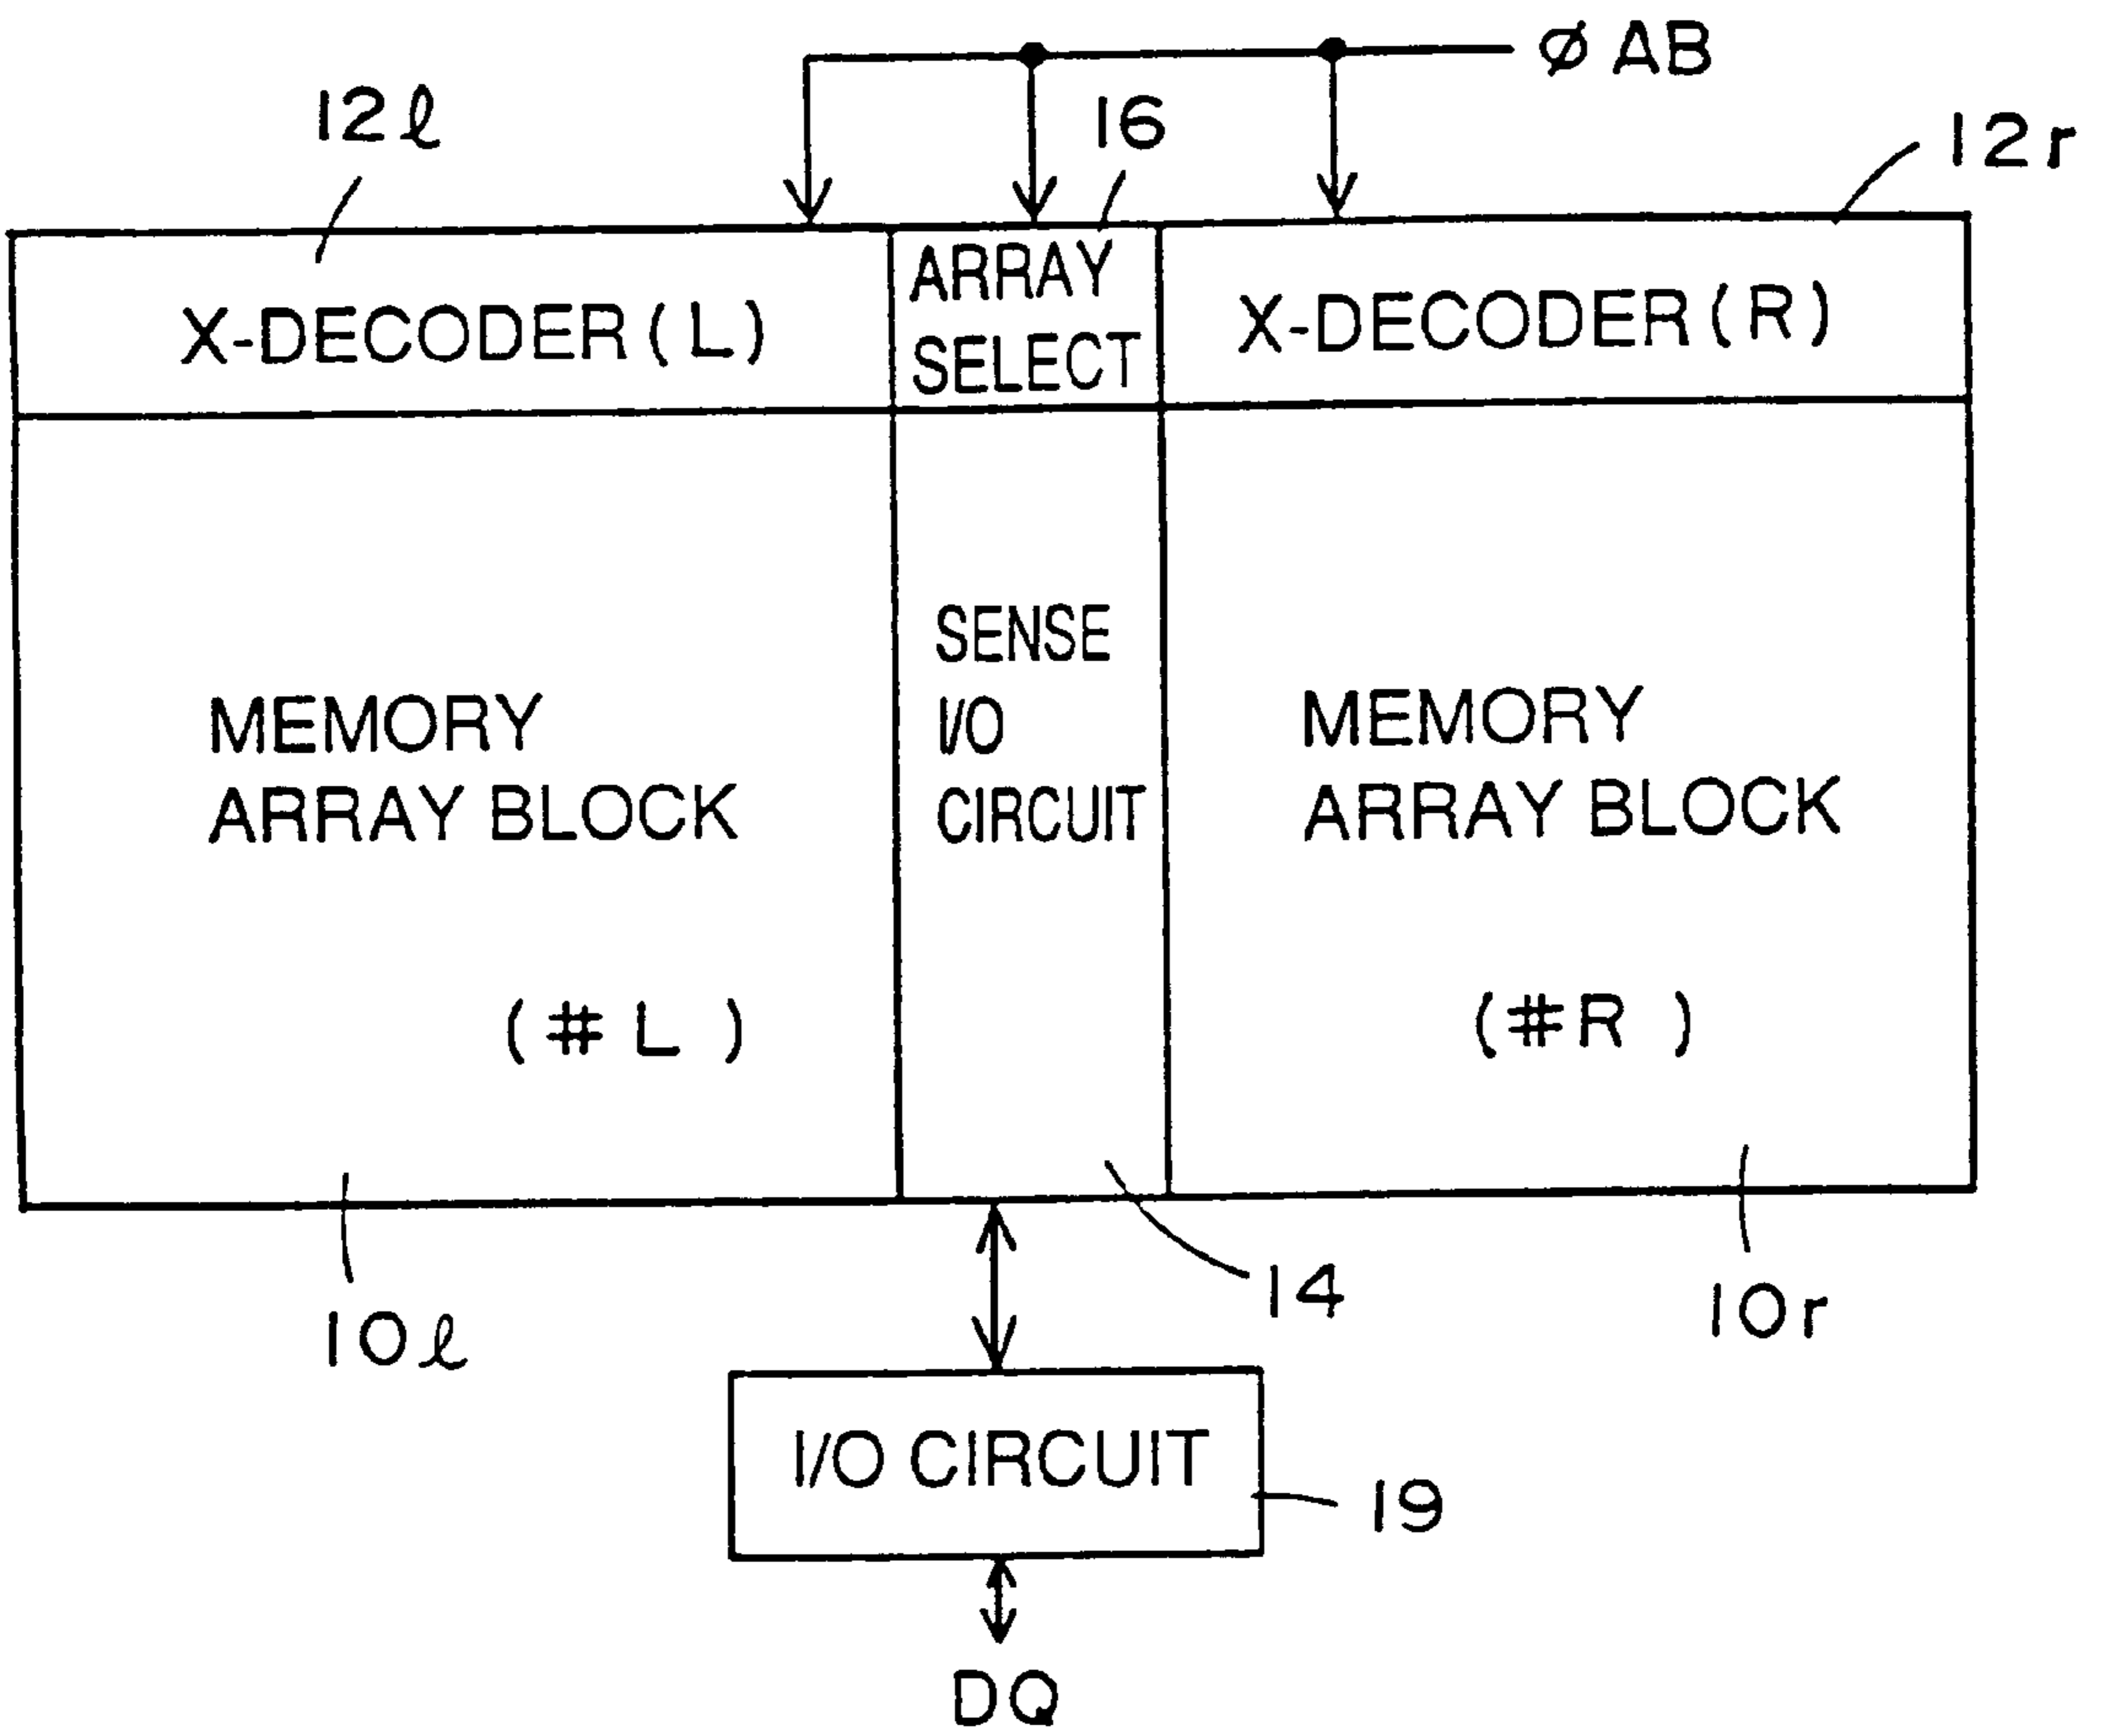 Ø AB
12ℓ
16
12r
X-DECODER(L)
ARRAY
SELECT
X-DECODER(R)
MEMORY
ARRAY BLOCK
(#L)
SENSE
I/O
CIRCUIT
MEMORY
ARRAY BLOCK
(#R)
10ℓ
14
10r
I/O CIRCUIT
19
DQ